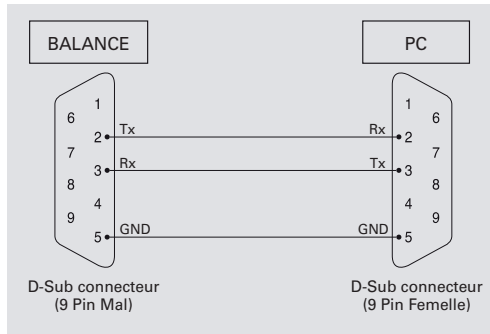 BALANCE PC
1 1
6 6
2 Tx Rx 2
7 7
3 Rx Tx 3
8 8
4 4
9 9
5 GND GND 5
D-Sub connecteur D-Sub connecteur
(9 Pin Mal) (9 Pin Femelle)